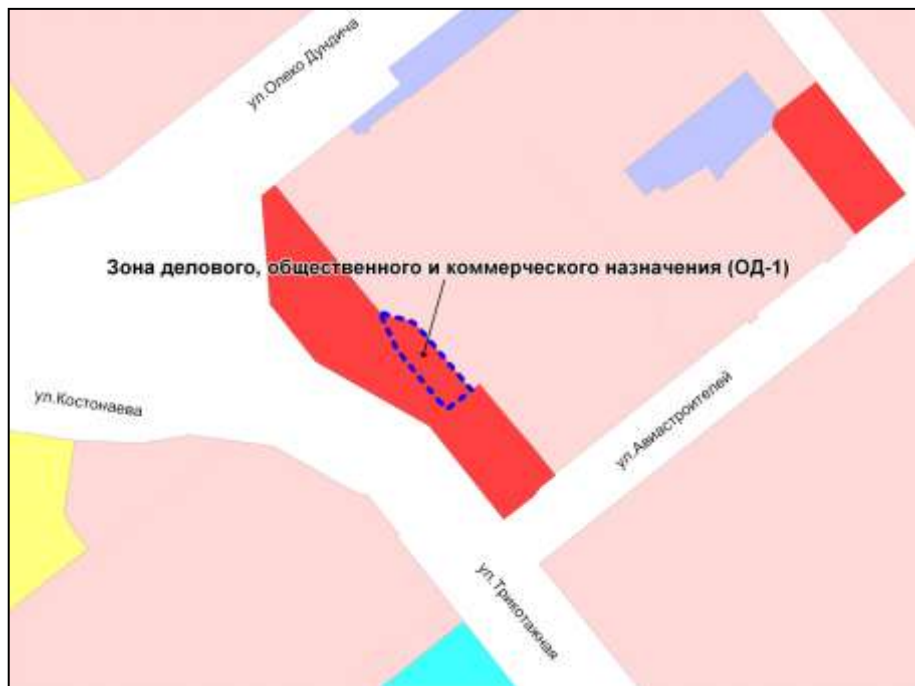 ул.Олеко Дундича
Зона делового, общественного и коммерческого назначения (ОД-1)
ул.Костонаева
ул.Авиастроителей
ул.Трикотажная